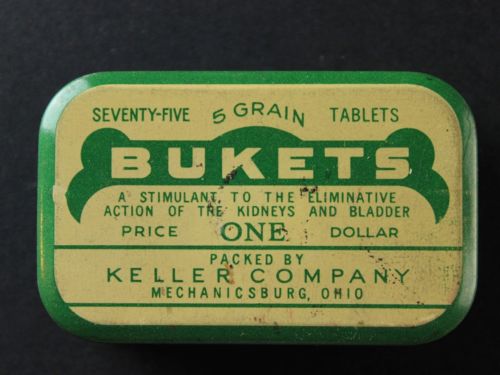 SEVENTY-FIVE 5 GRAIN TABLETS
BUKETS
A STIMULANT TO THE ELIMINATIVE
ACTION OF THE KIDNEYS AND BLADDER
PRICE ONE DOLLAR
PACKED BY
KELLER COMPANY
MECHANICSBURG, OHIO